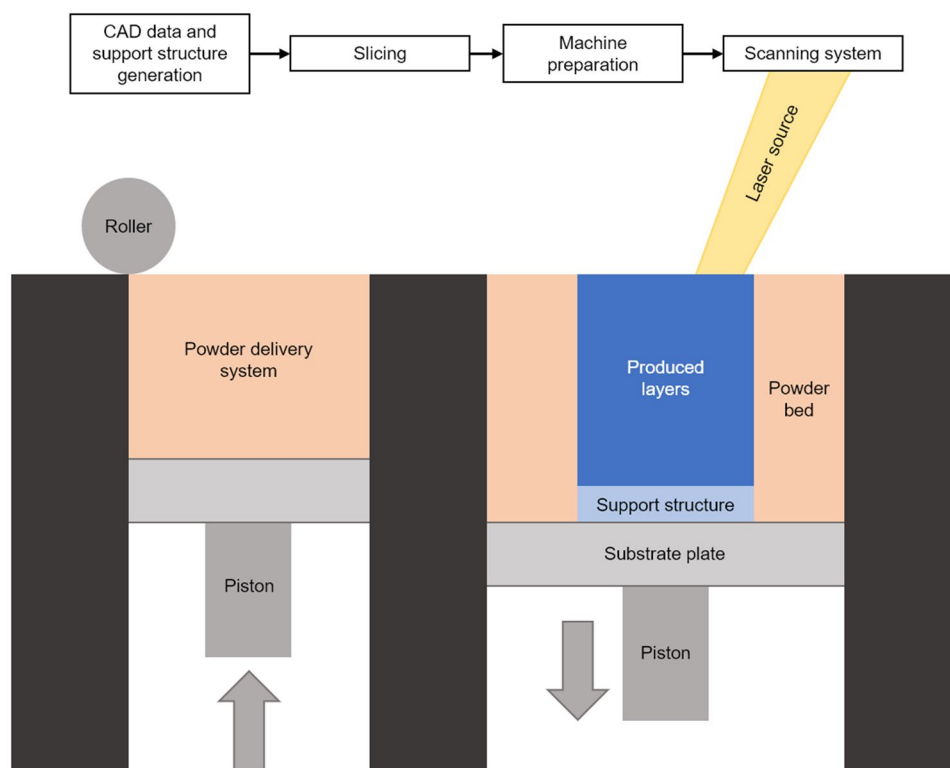 CAD data and
support structure
generation
Slicing
Machine
preparation
Scanning system
Laser source
Roller
Powder delivery
system
Produced
layers
Powder
bed
Support structure
Substrate plate
Piston
Piston